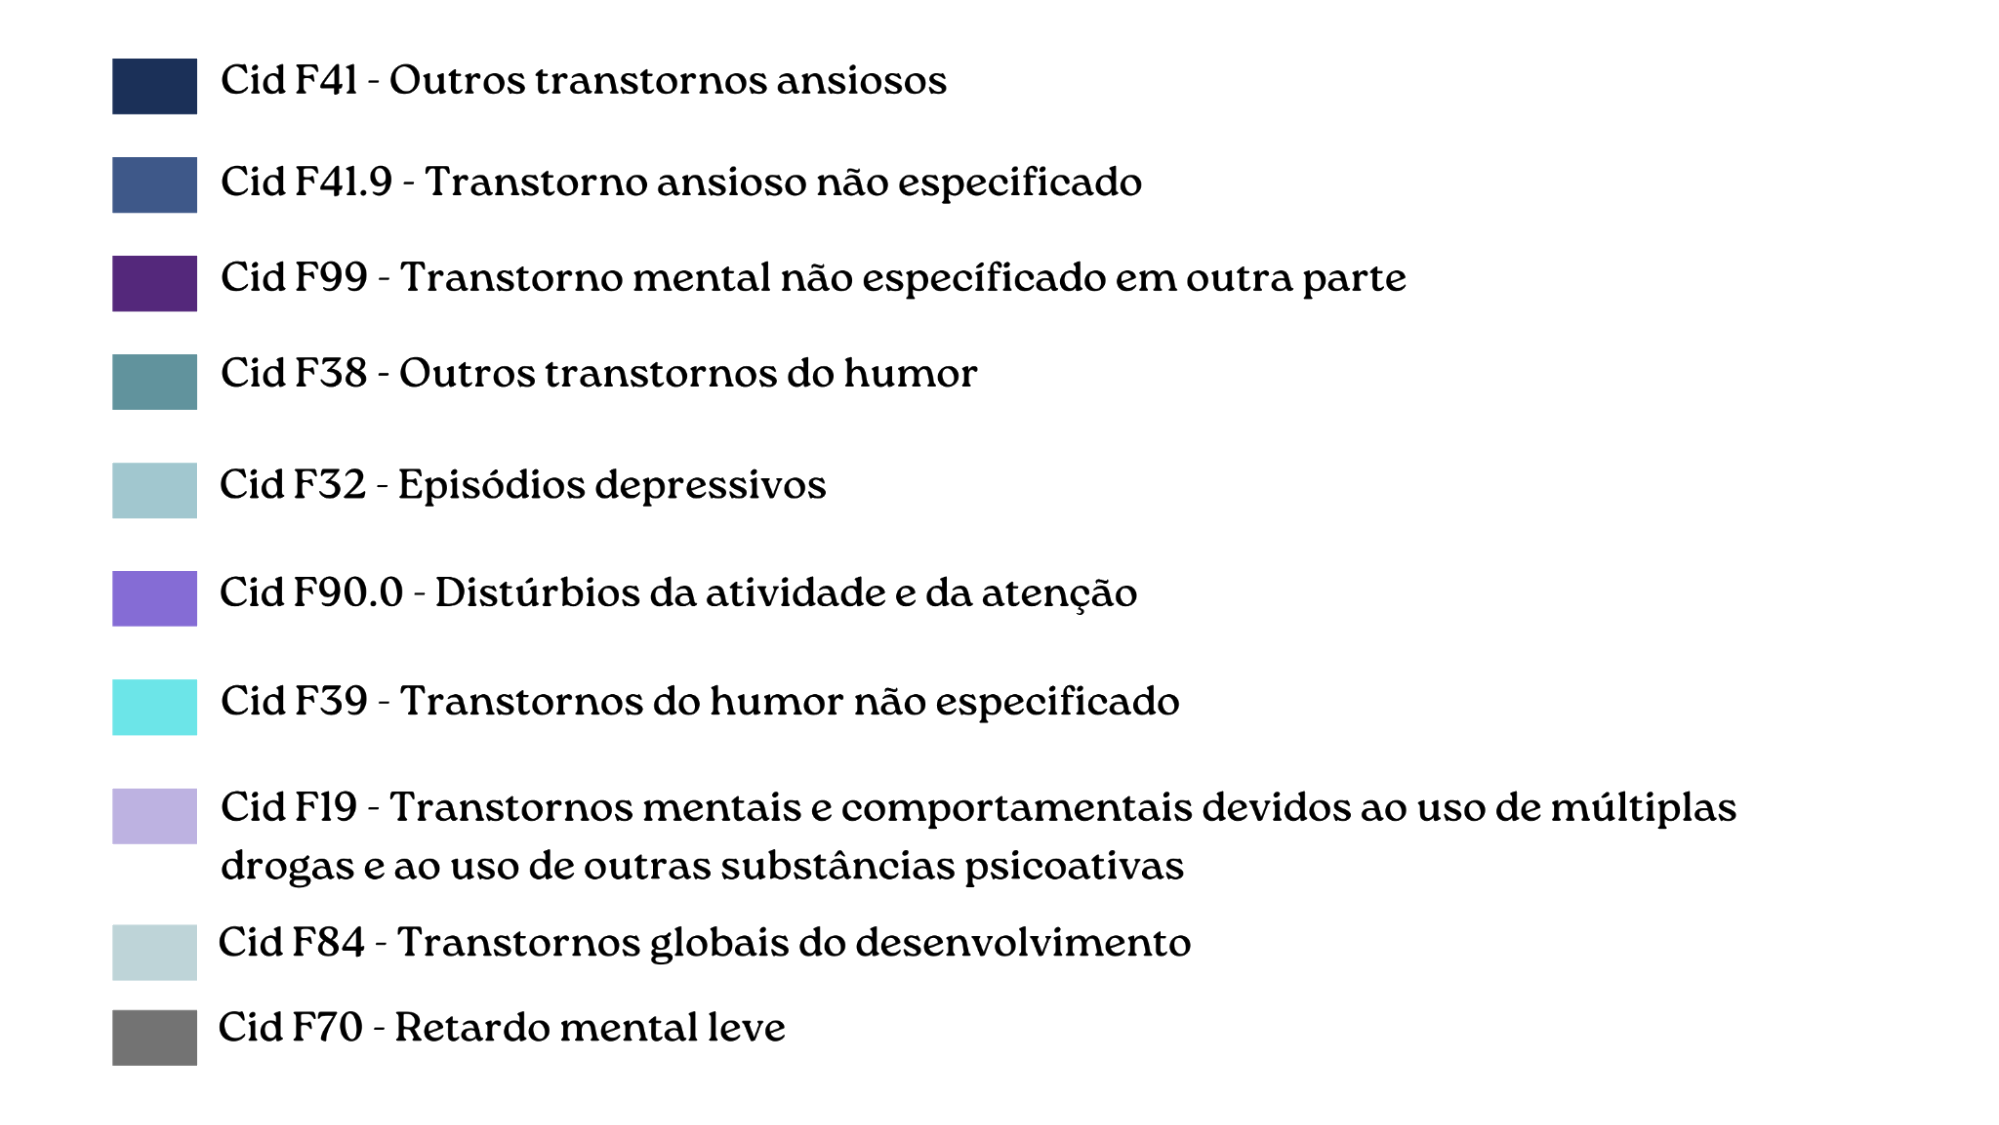 Cid F41 - Outros transtornos ansiosos
Cid F41.9 - Transtorno ansioso não especificado
Cid F99 - Transtorno mental não específicado em outra parte
Cid F38 - Outros transtornos do humor
Cid F32 - Episódios depressivos
Cid F90.0 - Distúrbios da atividade e da atenção
Cid F39 - Transtornos do humor não especificado
Cid F19 - Transtornos mentais e comportamentais devidos ao uso de múltiplas
drogas e ao uso de outras substâncias psicoativas
Cid F84 - Transtornos globais do desenvolvimento
Cid F70 - Retardo mental leve